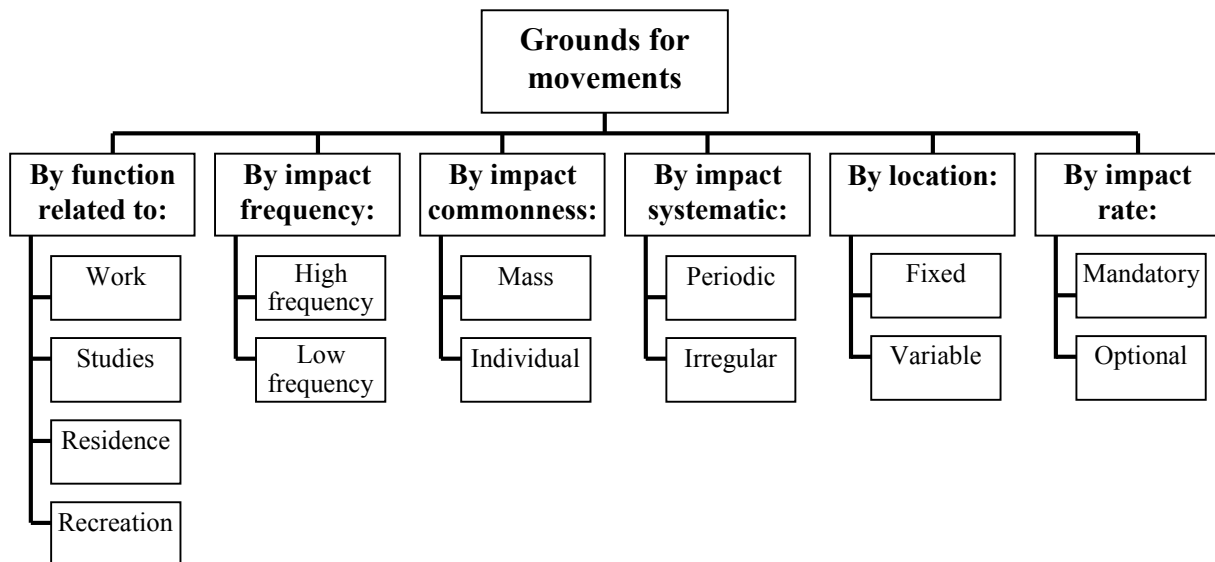 Grounds for
movements
By function
related to:
Work
Studies
Residence
Recreation
By impact
frequency:
High
frequency
Low
frequency
By impact
commonness:
Mass
Individual
By impact
systematic:
Periodic
Irregular
By location:
Fixed
Variable
By impact
rate:
Mandatory
Optional